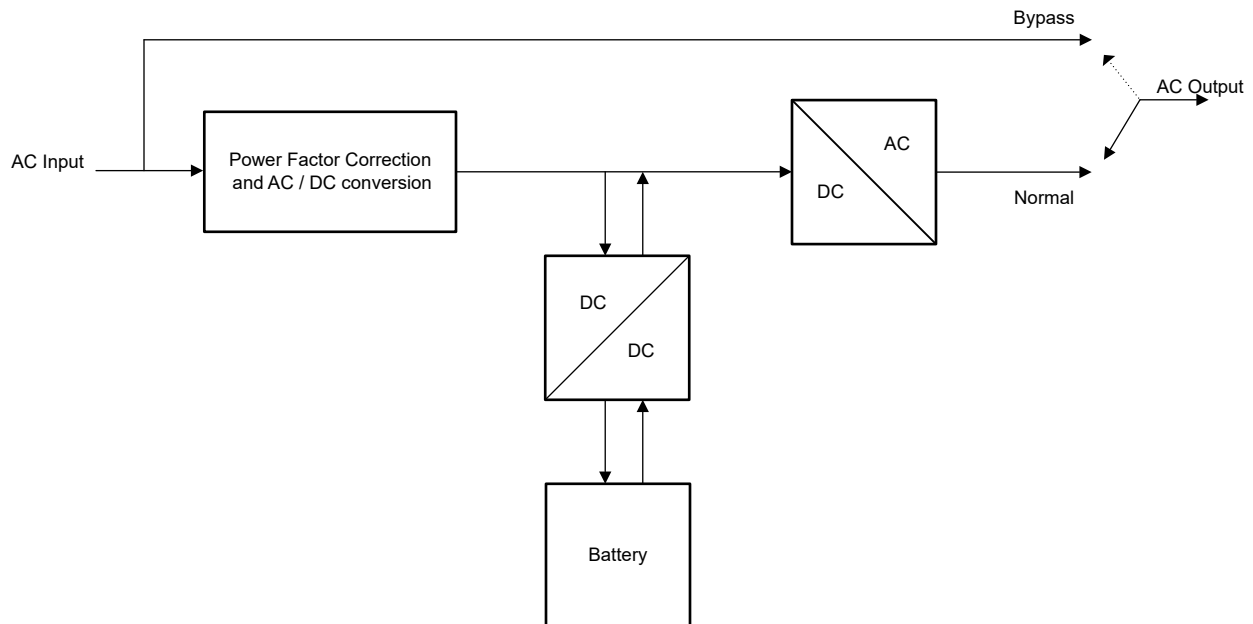 Bypass
AC Output
AC Input
Power Factor Correction
and AC / DC conversion
AC
DC
Normal
DC
DC
Battery